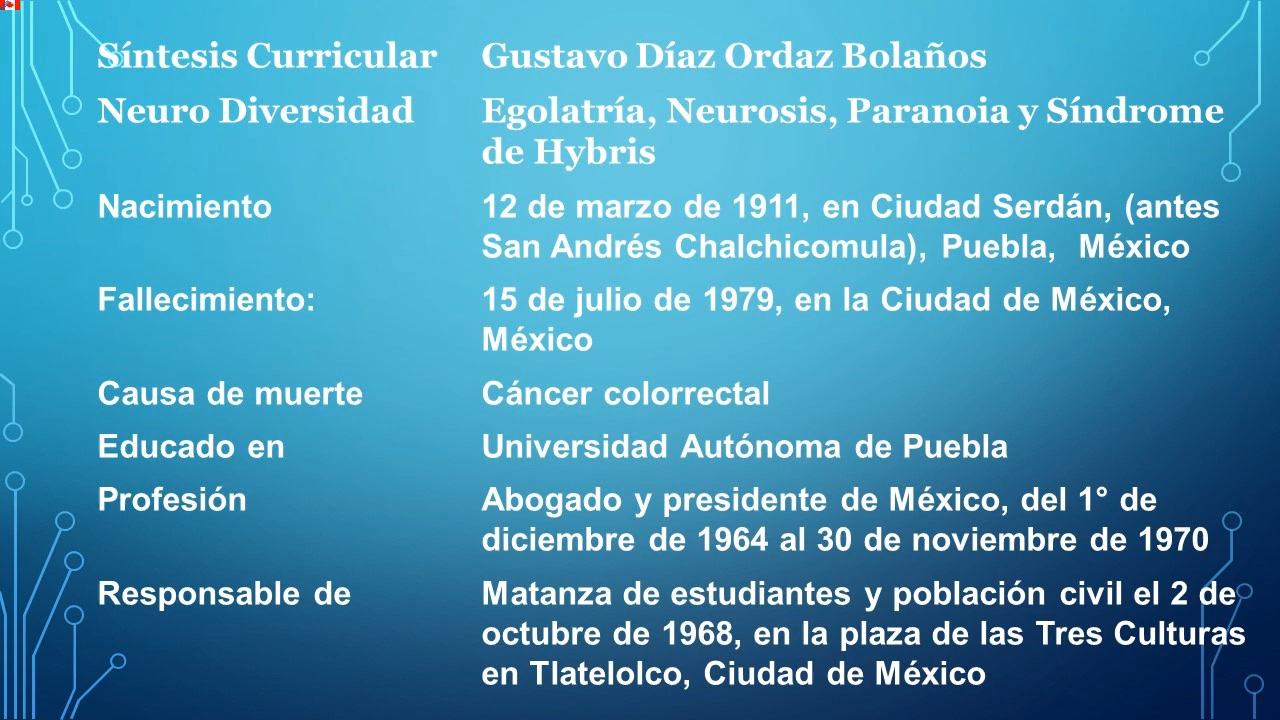 Síntesis Curricular Gustavo Díaz Ordaz Bolaños
Neuro Diversidad Egolatría, Neurosis, Paranoia y Síndrome
de Hybris
Nacimiento 12 de marzo de 1911, en Ciudad Serdán, (antes
San Andrés Chalchicomula), Puebla, México
Fallecimiento: 15 de julio de 1979, en la Ciudad de México,
México
Causa de muerte Cáncer colorrectal
Educado en Universidad Autónoma de Puebla
Profesión Abogado y presidente de México, del 1° de
diciembre de 1964 al 30 de noviembre de 1970
Responsable de Matanza de estudiantes y población civil el 2 de
octubre de 1968, en la plaza de las Tres Culturas
en Tlatelolco, Ciudad de México